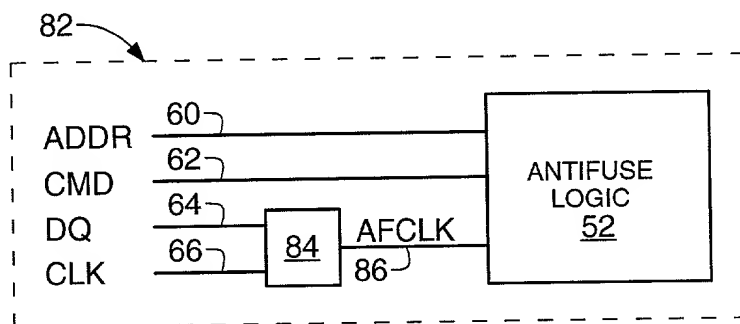 82
ADDR 60
CMD 62
DQ 64
CLK 66
84
AFCLK
86
ANTIFUSE
LOGIC
52